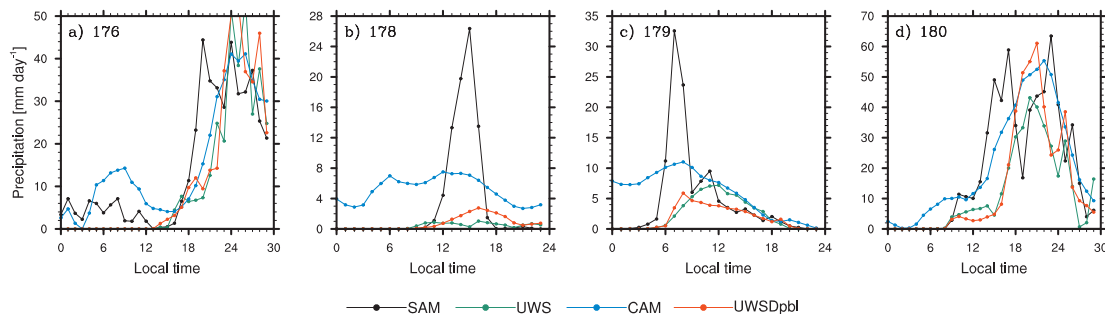 a) 176
b) 178
c) 179
d) 180
Precipitation [mm day-1]
50
40
30
20
10
0
28
24
20
16
12
8
4
0
35
30
25
20
15
10
5
0
70
60
50
40
30
20
10
0
0 6 12 18 24 30
0 6 12 18 24
0 6 12 18 24
0 6 12 18 24 30
Local time
Local time
Local time
Local time
SAM UWS CAM UWSDpbl